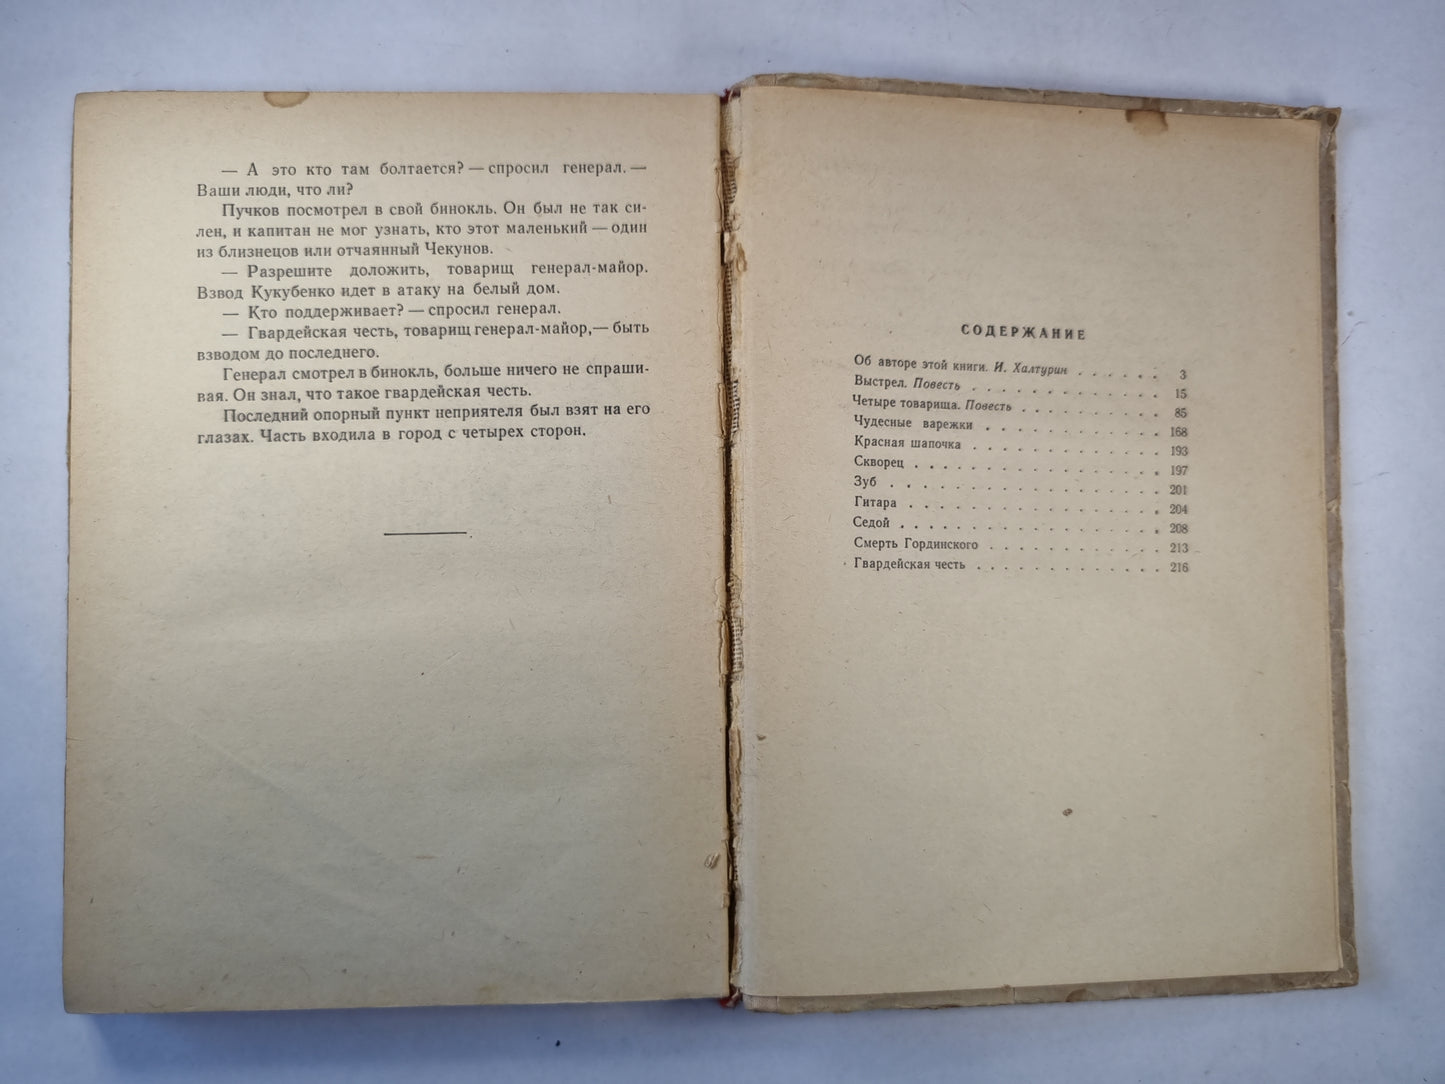 — А это кто там болтается? — спросил генерал. —
Ваши люди, что ли?
Пучков посмотрел в свой бинокль. Он был не так си-
лен, и капитан не мог узнать, кто этот маленький — один
из близнецов или отчаянный Чекунов.
— Разрешите доложить, товарищ генерал-майор.
Взвод Кукубенко идет в атаку на белый дом.
— Кто поддерживает? — спросил генерал.
— Гвардейская честь, товарищ генерал-майор,— быть
взводом до последнего.
Генерал смотрел в бинокль, больше ничего не спраши-
вая. Он знал, что такое гвардейская честь.
Последний опорный пункт неприятеля был взят на его
глазах. Часть входила в город с четырех сторон.
СОДЕРЖАНИЕ
Об авторе этой книги. И. Халтурин . . . . . . 3
Выстрел. Повесть . . . . . . . . . . . 15
Четыре товарища. Повесть . . . . . . . . . 85
Чудесные варежки . . . . . . . . . . . 168
Красная шапочка . . . . . . . . . . . 193
Скворец . . . . . . . . . . . . . . 197
Зуб . . . . . . . . . . . . . . . 201
Гитара . . . . . . . . . . . . . . 204
Седой . . . . . . . . . . . . . . 208
Смерть Гординского . . . . . . . . . . 213
Гвардейская честь . . . . . . . . . . . 216